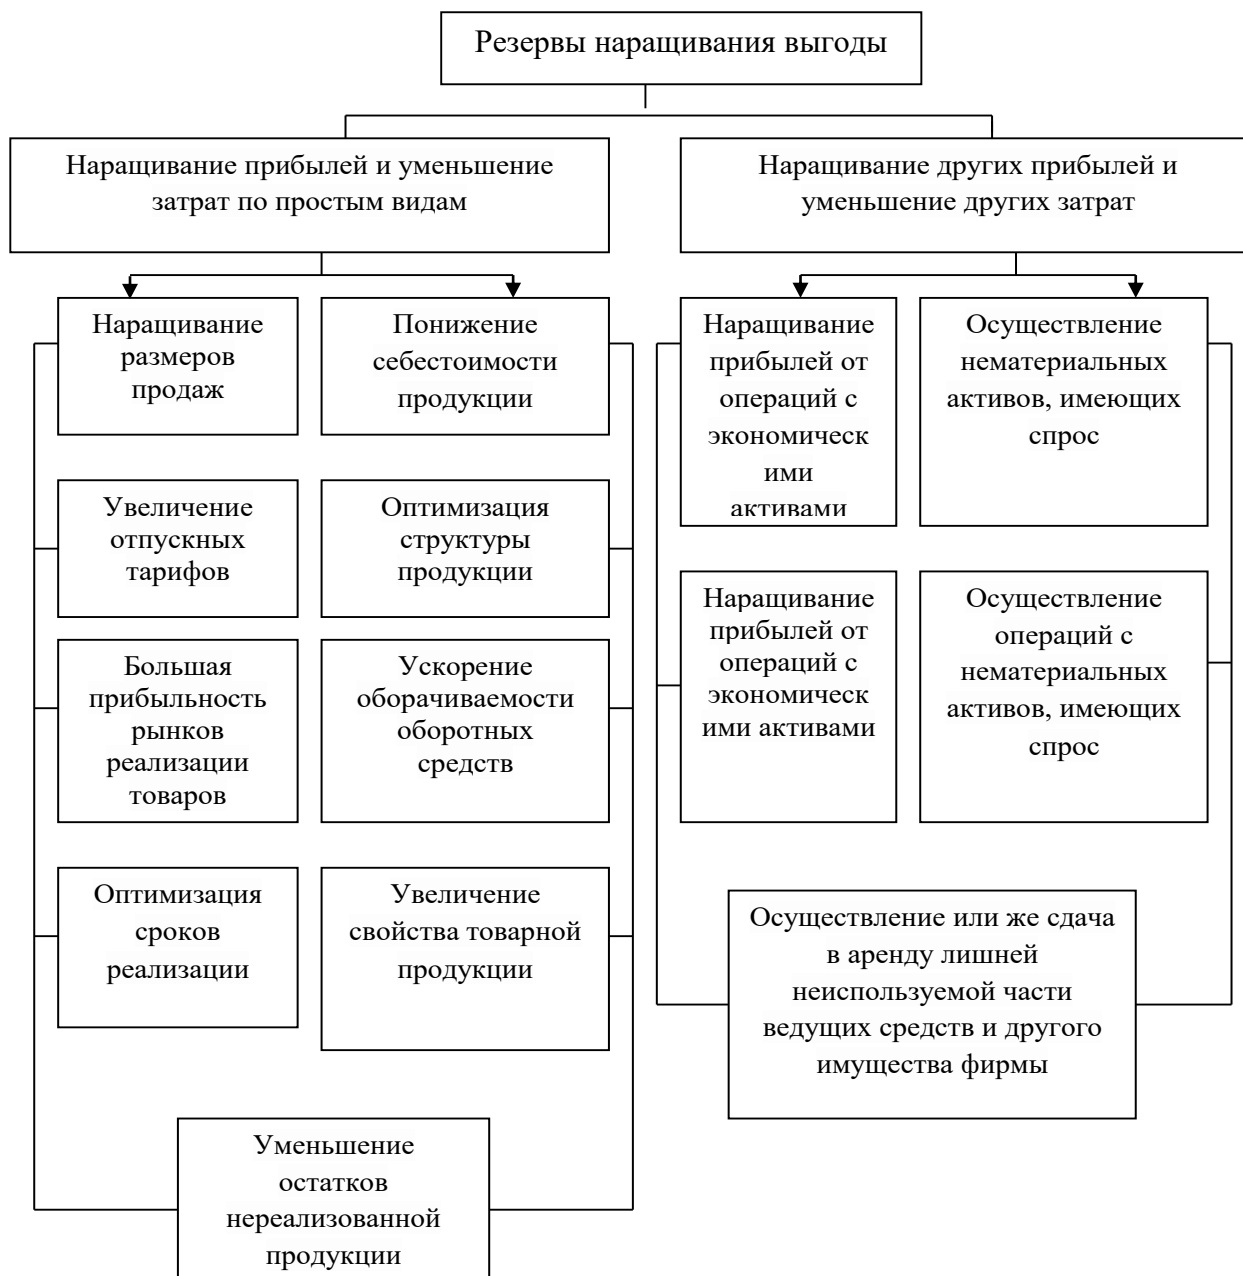 Резервы наращивания выгоды
Наращивание прибылей и уменьшение
затрат по простым видам
Наращивание других прибылей и
уменьшение других затрат
Наращивание
размеров
продаж
Понижение
себестоимости
продукции
Наращивание
прибылей от
операций с
экономическ
ими
активами
Осуществление
нематериальных
активов, имеющих
спрос
Увеличение
отпускных
тарифов
Оптимизация
структуры
продукции
Наращивание
прибылей от
операций с
экономическ
ими активами
Осуществление
операций с
нематериальных
активов, имеющих
спрос
Большая
прибыльность
рынков
реализации
товаров
Ускорение
оборачиваемости
оборотных
средств
Оптимизация
сроков
реализации
Увеличение
свойства товарной
продукции
Осуществление или же сдача
в аренду лишней
неиспользуемой части
ведущих средств и другого
имущества фирмы
Уменьшение
остатков
нереализованной
продукции